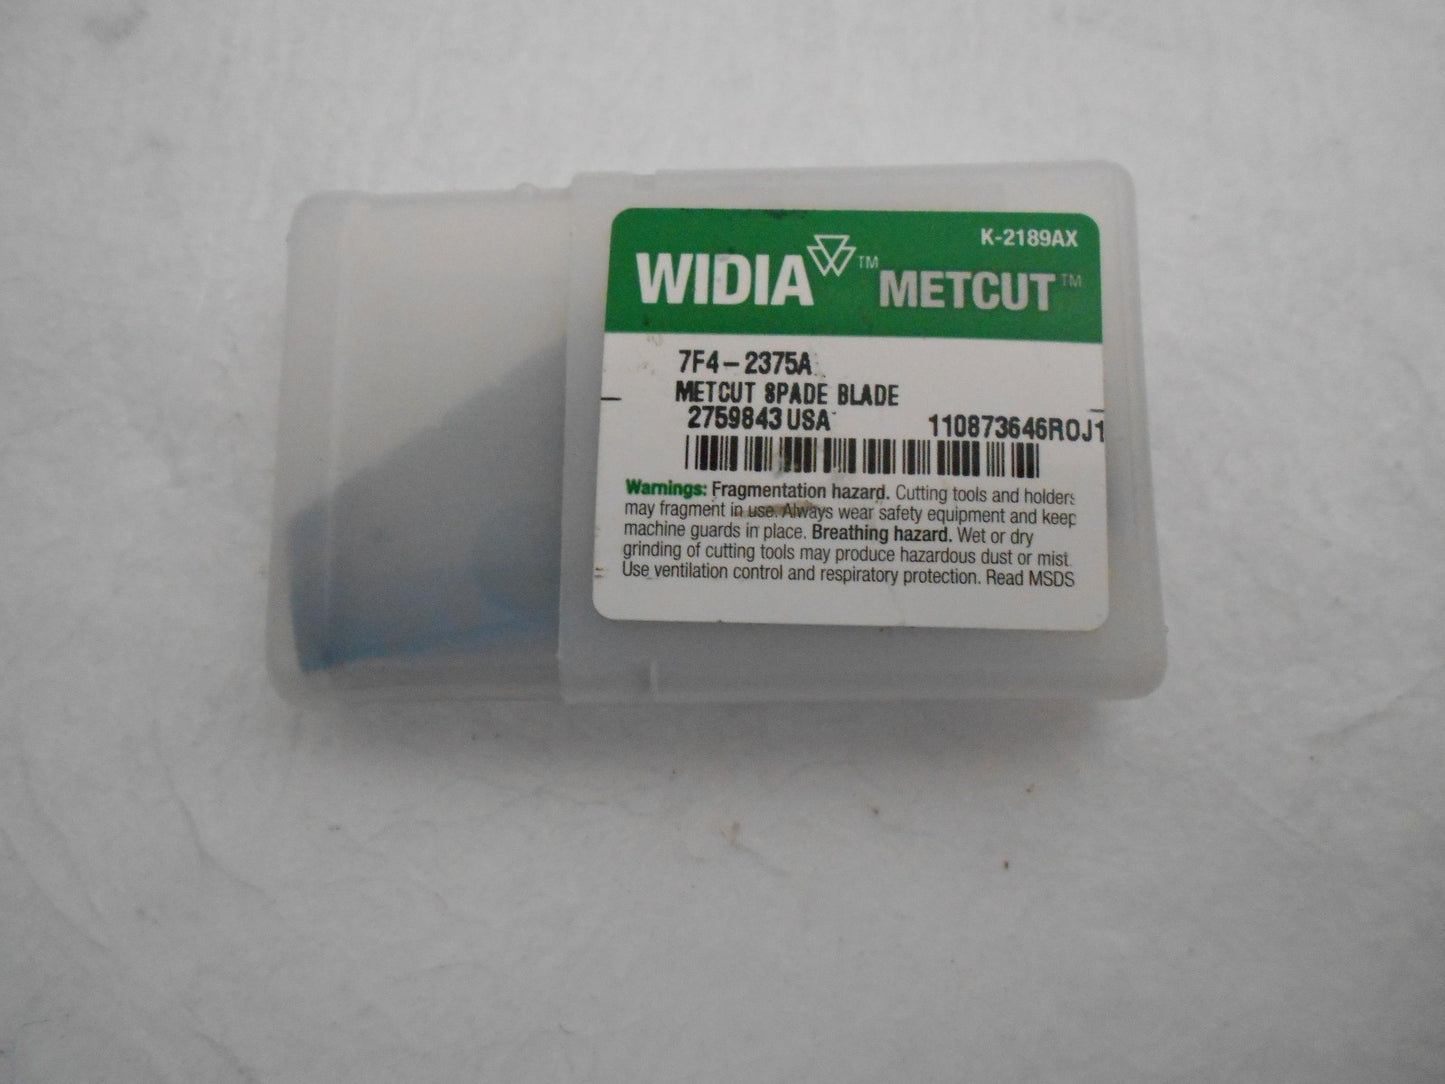 K-2189AX
WIDIA™ METCUT™
7F4-2375A
METCUT SPADE BLADE
2759843 USA 110873646R0J1
Warnings: Fragmentation hazard. Cutting tools and holders
may fragment in use. Always wear safety equipment and keep
machine guards in place. Breathing hazard. Wet or dry
grinding of cutting tools may produce hazardous dust or mist.
Use ventilation control and respiratory protection. Read MSDS